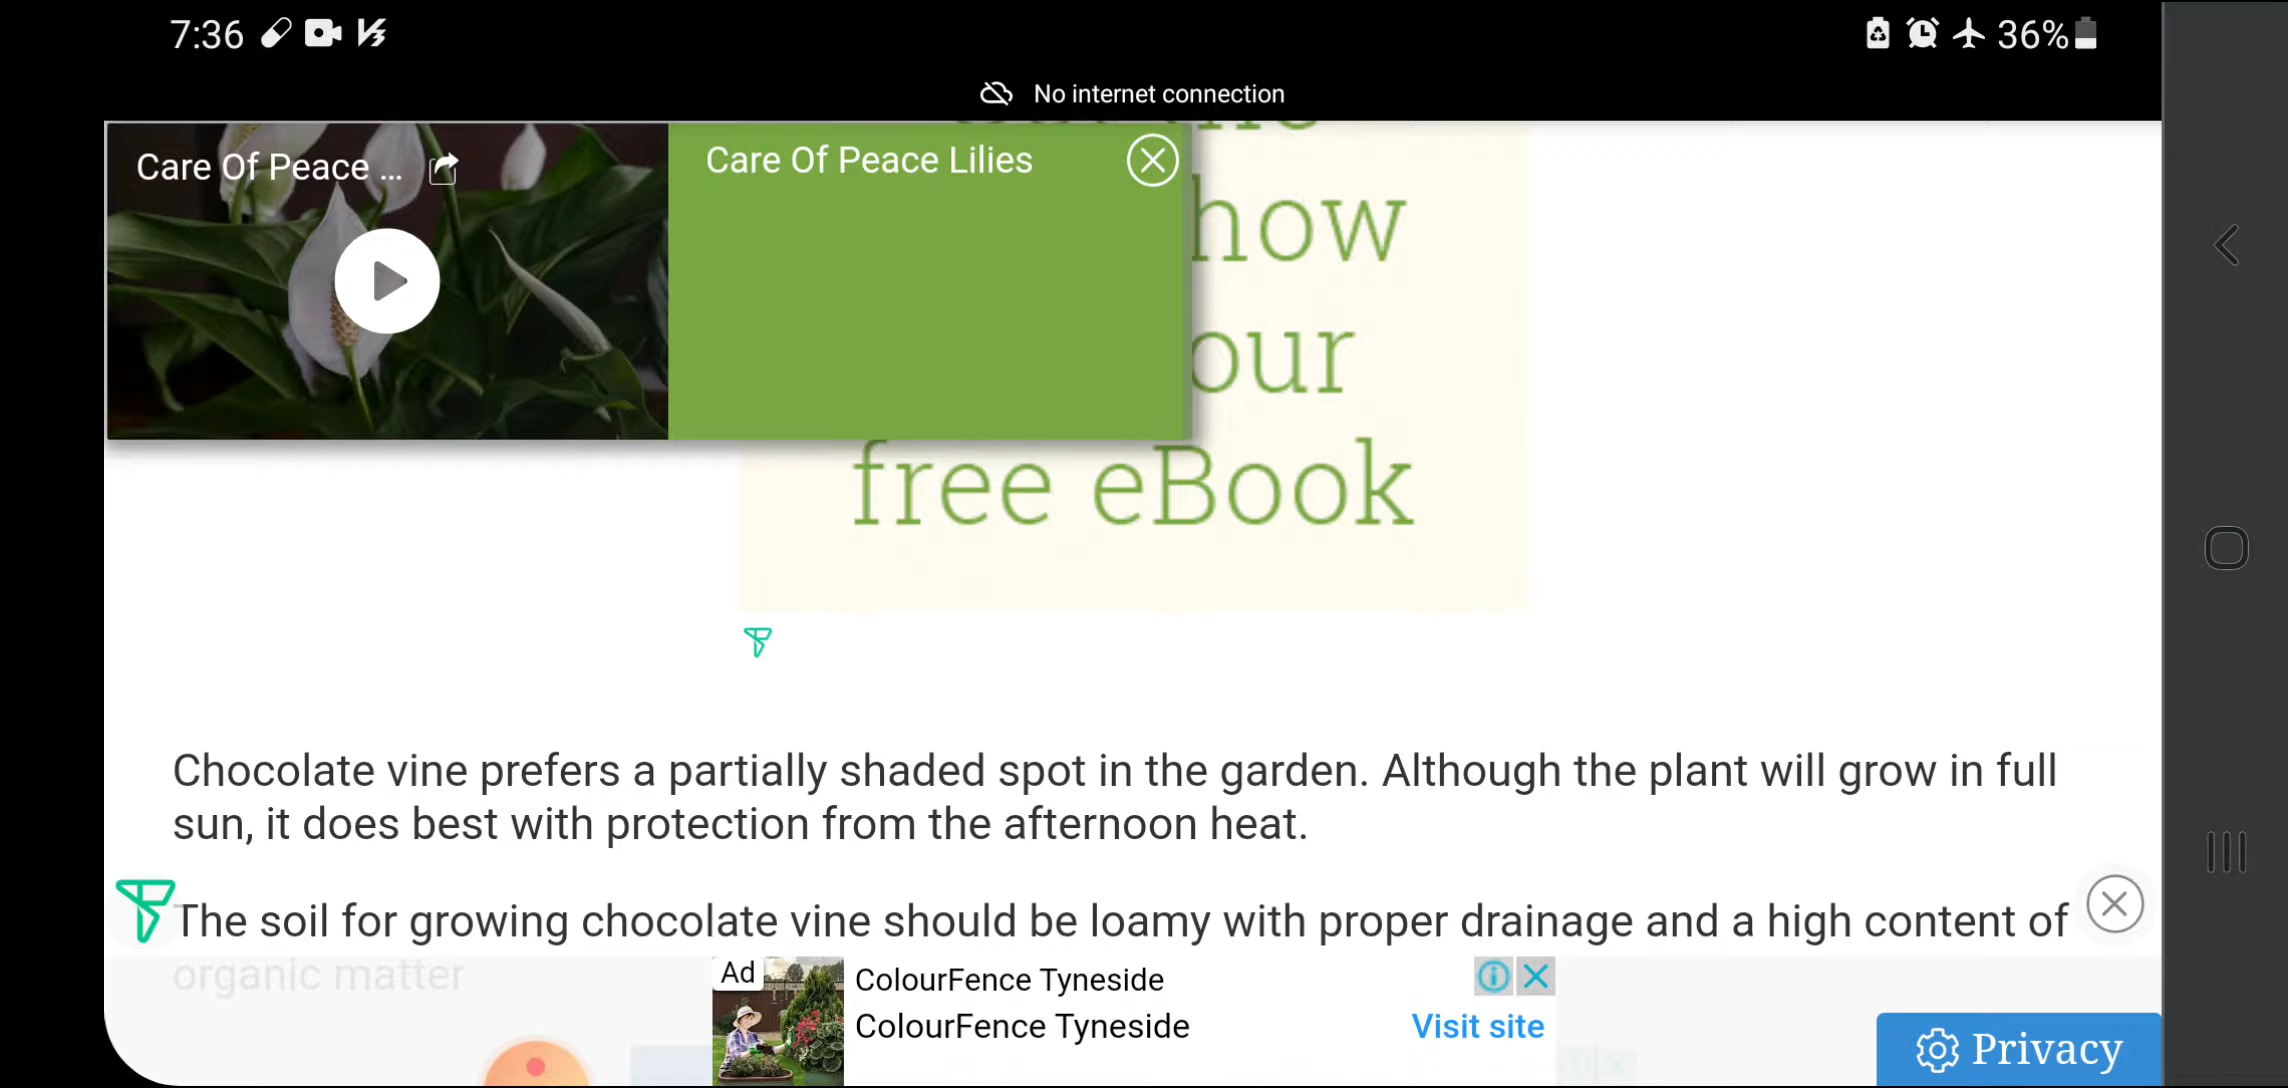 7:36
36%
No internet connection
Care Of Peace ...
Care Of Peace Lilies
how
our
free eBook
Chocolate vine prefers a partially shaded spot in the garden. Although the plant will grow in full
sun, it does best with protection from the afternoon heat.
The soil for growing chocolate vine should be loamy with proper drainage and a high content of
organic matter
Ad
ColourFence Tyneside
ColourFence Tyneside
Visit site
Privacy